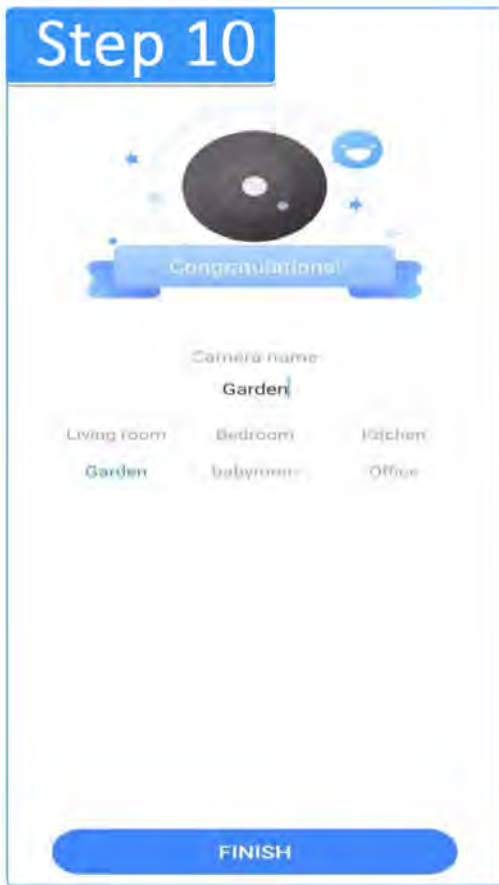 Step 10
Congratulations!
Camera name
Garden
Living room Bedroom Kitchen
Garden babyroom Office
FINISH